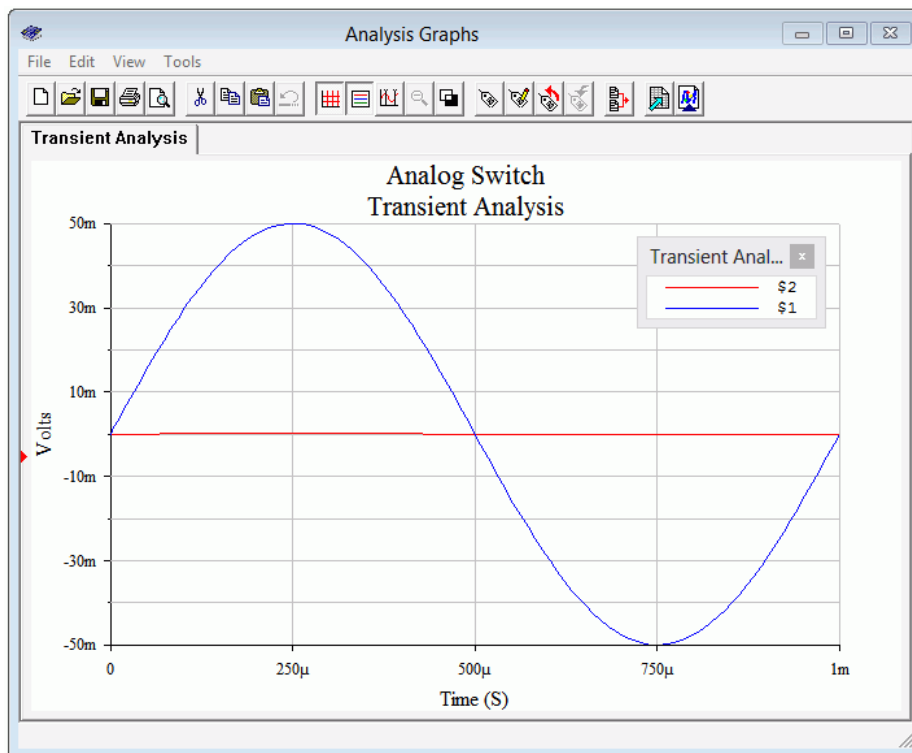 Analysis Graphs
File Edit View Tools
Transient Analysis
Analog Switch
Transient Analysis
Transient Anal...
$2
$1
50m
30m
10m
-10m
-30m
-50m
Volts
0 250µ 500µ 750µ 1m
Time (S)